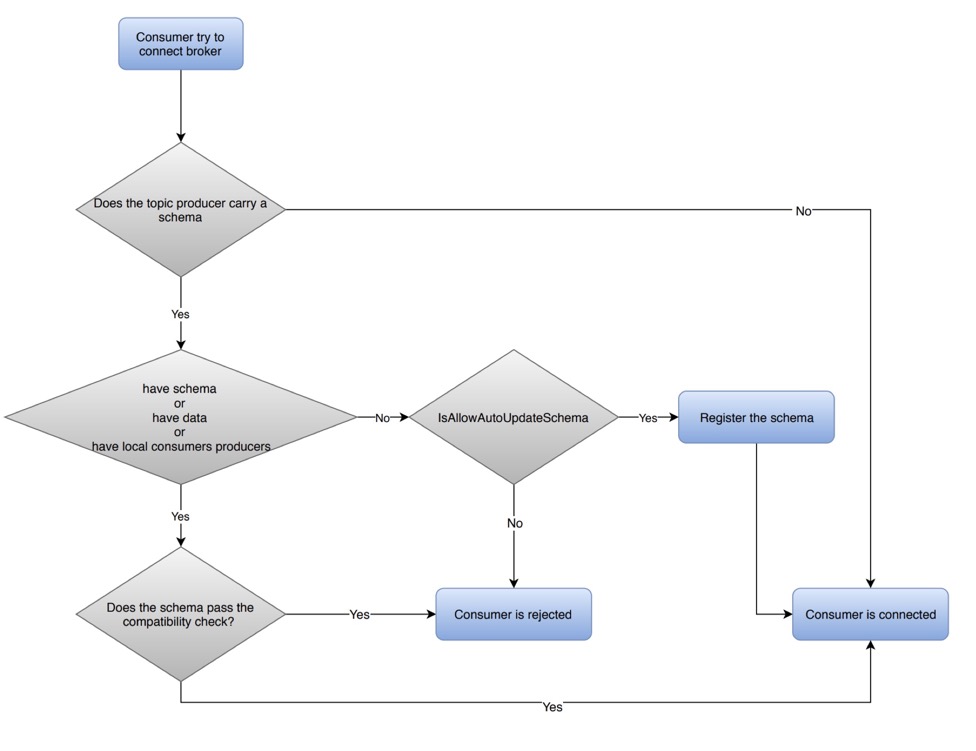 Consumer try to
connect broker
Does the topic producer carry a
schema
No
Yes
have schema
or
have data
or
have local consumers producers
No
IsAllowAutoUpdateSchema
Yes
Register the schema
Yes
No
Does the schema pass the
compatibility check?
Yes
Consumer is rejected
Consumer is connected
Yes